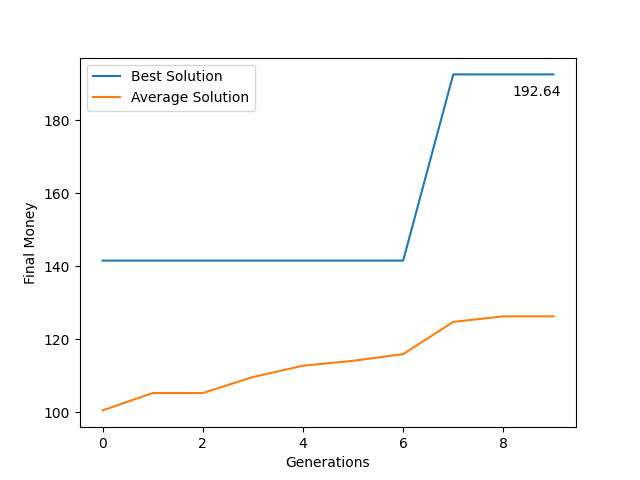 Best Solution
Average Solution
192.64
180
160
140
120
100
Final Money
0 2 4 6 8
Generations